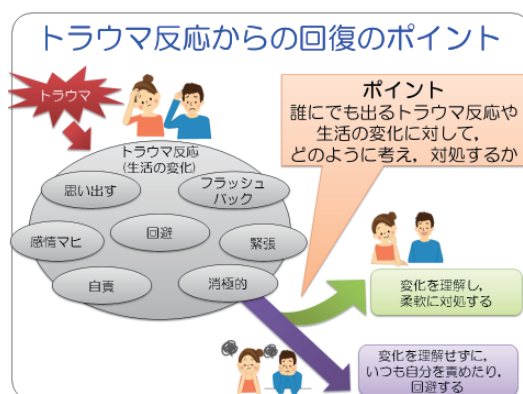 トラウマ反応からの回復のポイント
トラウマ
ポイント
誰にでも出るトラウマ反応や
生活の変化に対して,
どのように考え, 対処するか
トラウマ反応
(生活の変化)
思い出す
フラッシュ
バック
感情マヒ
回避
緊張
自責
消極的
変化を理解し,
柔軟に対処する
変化を理解せずに,
いつも自分を責めたり,
回避する